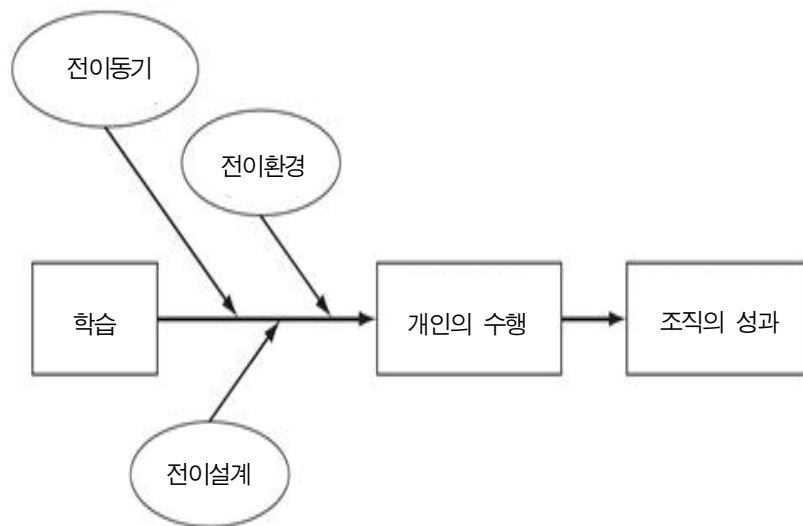 전이동기
전이환경
학습
개인의 수행
조직의 성과
전이설계